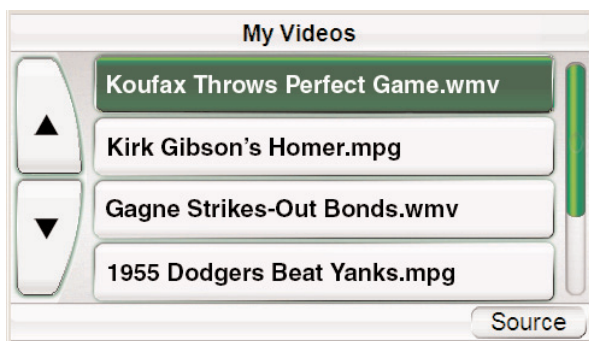 My Videos
Koufax Throws Perfect Game.wmv
Kirk Gibson’s Homer.mpg
Gagne Strikes-Out Bonds.wmv
1955 Dodgers Beat Yanks.mpg
Source